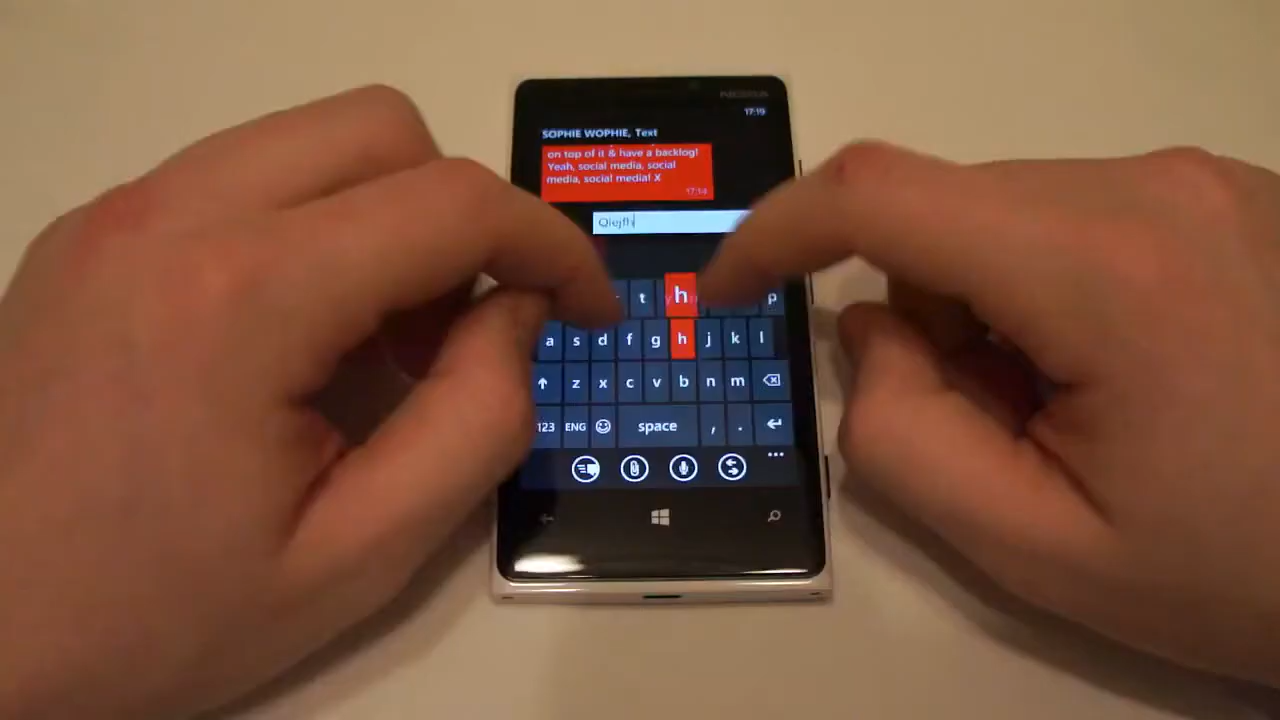 NOKIA
17:19
SOPHIE WOPHIE, Text
on top of it & have a backlog!
Yeah, social media, social
media, social media! X
17:14
Qiejfh
t h p
a s d f g h j k l
z x c v b n m
123 ENG space , .